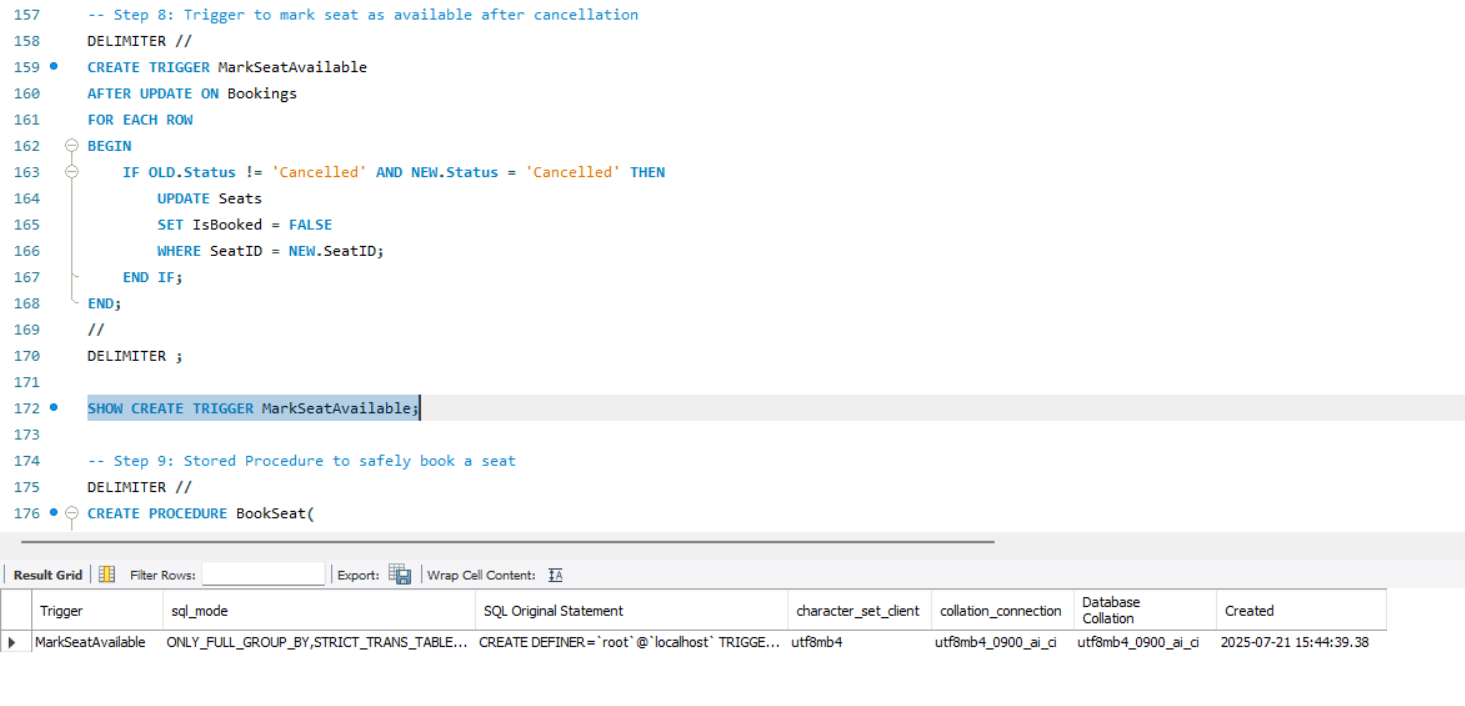 157 -- Step 8: Trigger to mark seat as available after cancellation
158 DELIMITER //
159 CREATE TRIGGER MarkSeatAvailable
160 AFTER UPDATE ON Bookings
161 FOR EACH ROW
162 BEGIN
163 IF OLD.Status != 'Cancelled' AND NEW.Status = 'Cancelled' THEN
164 UPDATE Seats
165 SET IsBooked = FALSE
166 WHERE SeatID = NEW.SeatID;
167 END IF;
168 END;
169 //
170 DELIMITER ;
171
172 SHOW CREATE TRIGGER MarkSeatAvailable;
173
174 -- Step 9: Stored Procedure to safely book a seat
175 DELIMITER //
176 CREATE PROCEDURE BookSeat(
Result Grid Filter Rows: Export: Wrap Cell Content: IA
Trigger sql_mode SQL Original Statement character_set_client collation_connection Database Collation Created
MarkSeatAvailable ONLY_FULL_GROUP_BY,STRICT_TRANS_TABLE... CREATE DEFINER=`root`@`localhost` TRIGGE... utf8mb4 utf8mb4_0900_ai_ci utf8mb4_0900_ai_ci 2025-07-21 15:44:39.38